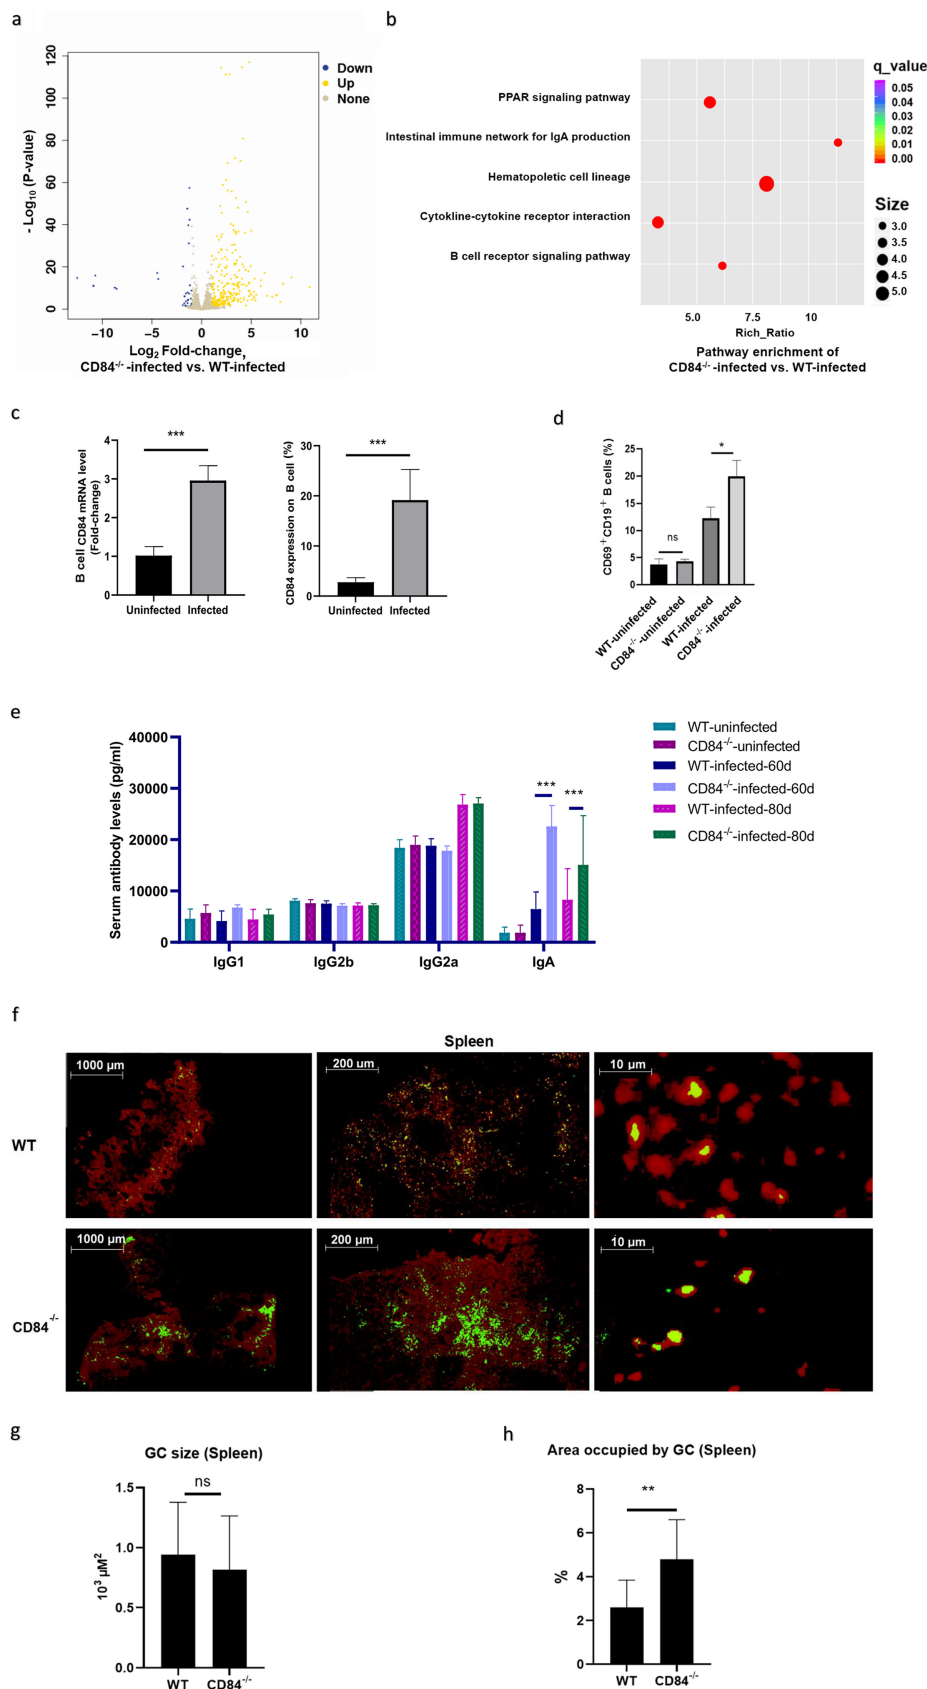 a
120
100
80
60
40
20
0
- Log10 (P-value)
Down
Up
None
−10
−5
0
5
10
Log2 Fold-change,
CD84-/- -infected vs. WT-infected
b
PPAR signaling patnway
Intestinal immune network for IgA production
Hematopoletic cell lineage
Cytokline-cytokine receptor interaction
B cell receptor signaling pathway
5.0
7.5
10
Rich_Ratio
Pathway enrichment of
CD84-/- -infected vs. WT-infected
q_value
0.05
0.04
0.03
0.02
0.01
0.00
Size
3.0
3.5
4.0
4.5
5.0
c
B cell CD84 mRNA level
(Fold-change)
4
3
2
1
0
***
Uninfected
Infected
CD84 expression on B cell (%)
30
20
10
0
***
Uninfected
Infected
d
CD69+CD19+ B cells (%)
25
20
15
10
5
0
ns
*
WT-uninfected
CD84-/--uninfected
WT-infected
CD84-/--infected
e
Serum antibody levels (pg/ml)
40000
30000
20000
10000
0
***
***
IgG1
IgG2b
IgG2a
IgA
WT-uninfected
CD84-/--uninfected
WT-infected-60d
CD84-/--infected-60d
WT-infected-80d
CD84-/--infected-80d
f
Spleen
WT
1000 µm
200 um
10 µm
CD84-/-
1000 µm
200 µm
10 µm
g
GC size (Spleen)
10³ µM²
1.5
1.0
0.5
0.0
ns
WT
CD84-/-
h
Area occupied by GC (Spleen)
%
8
6
4
2
0
**
WT
CD84-/-